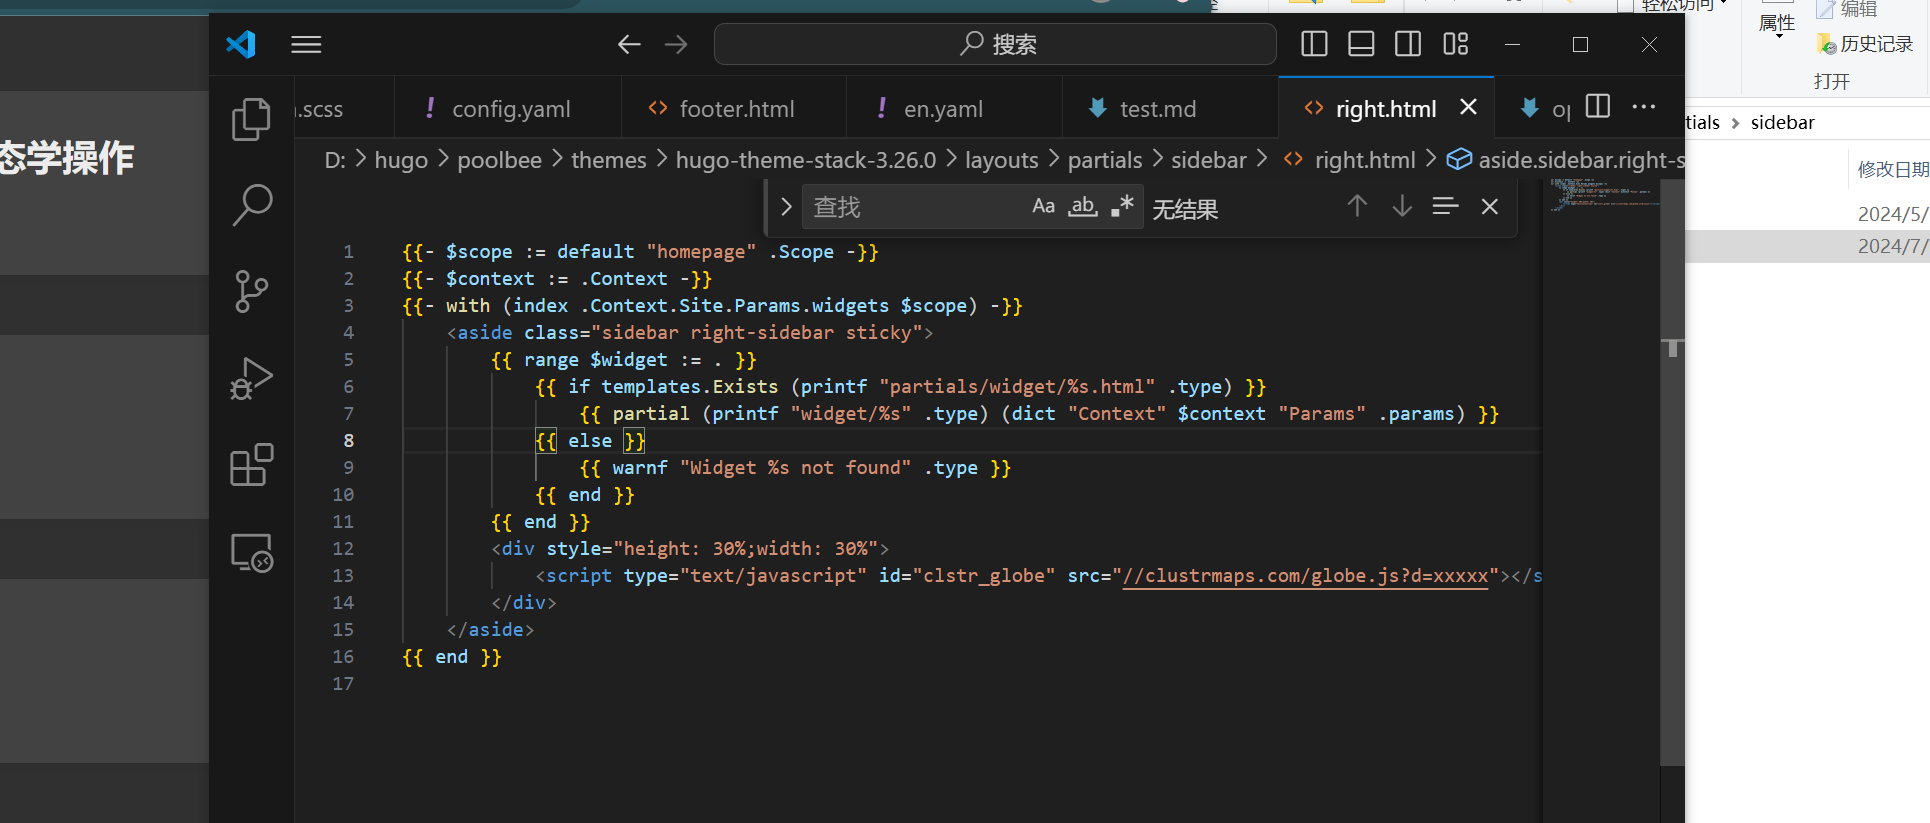 搜索
轻松访问
属性
编辑
历史记录
打开
态学操作
.scss
config.yaml
footer.html
en.yaml
test.md
right.html
D: > hugo > poolbee > themes > hugo-theme-stack-3.26.0 > layouts > partials > sidebar > right.html > aside.sidebar.right-s
tials > sidebar
查找
Aa
ab
.*
无结果
修改日期
2024/5/
2024/7/
1 {{- $scope := default "homepage" .Scope -}}
2 {{- $context := .Context -}}
3 {{- with (index .Context.Site.Params.widgets $scope) -}}
4 <aside class="sidebar right-sidebar sticky">
5 {{ range $widget := . }}
6 {{ if templates.Exists (printf "partials/widget/%s.html" .type) }}
7 {{ partial (printf "widget/%s" .type) (dict "Context" $context "Params" .params) }}
8 {{ else }}
9 {{ warnf "Widget %s not found" .type }}
10 {{ end }}
11 {{ end }}
12 <div style="height: 30%;width: 30%">
13 <script type="text/javascript" id="clstr_globe" src="//clustrmaps.com/globe.js?d=xxxxx"></s
14 </div>
15 </aside>
16 {{ end }}
17